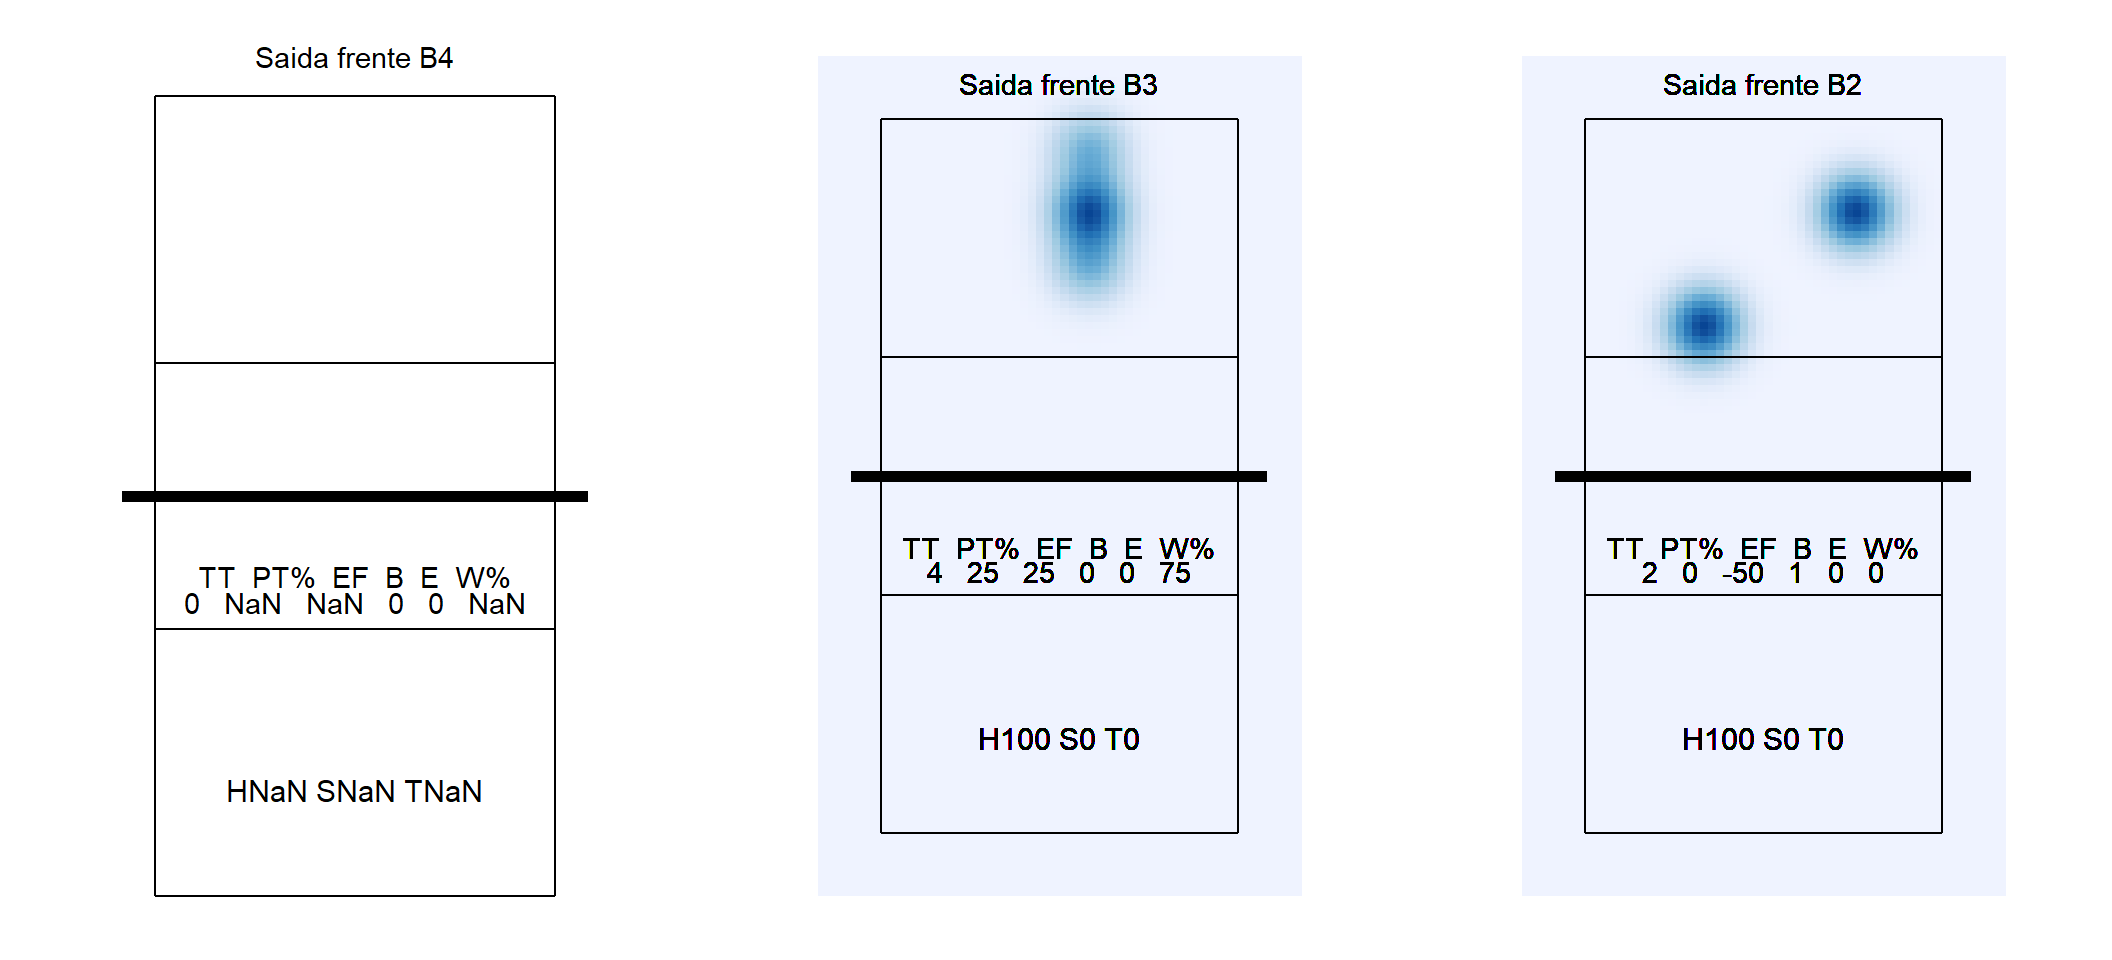 Saida frente B4
TT PT% EF B E W%
0 NaN NaN 0 0 NaN
HNaN SNaN TNaN
Saida frente B3
TT PT% EF B E W%
4 25 25 0 0 75
H100 S0 T0
Saida frente B2
TT PT% EF B E W%
2 0 -50 1 0 0
H100 S0 T0